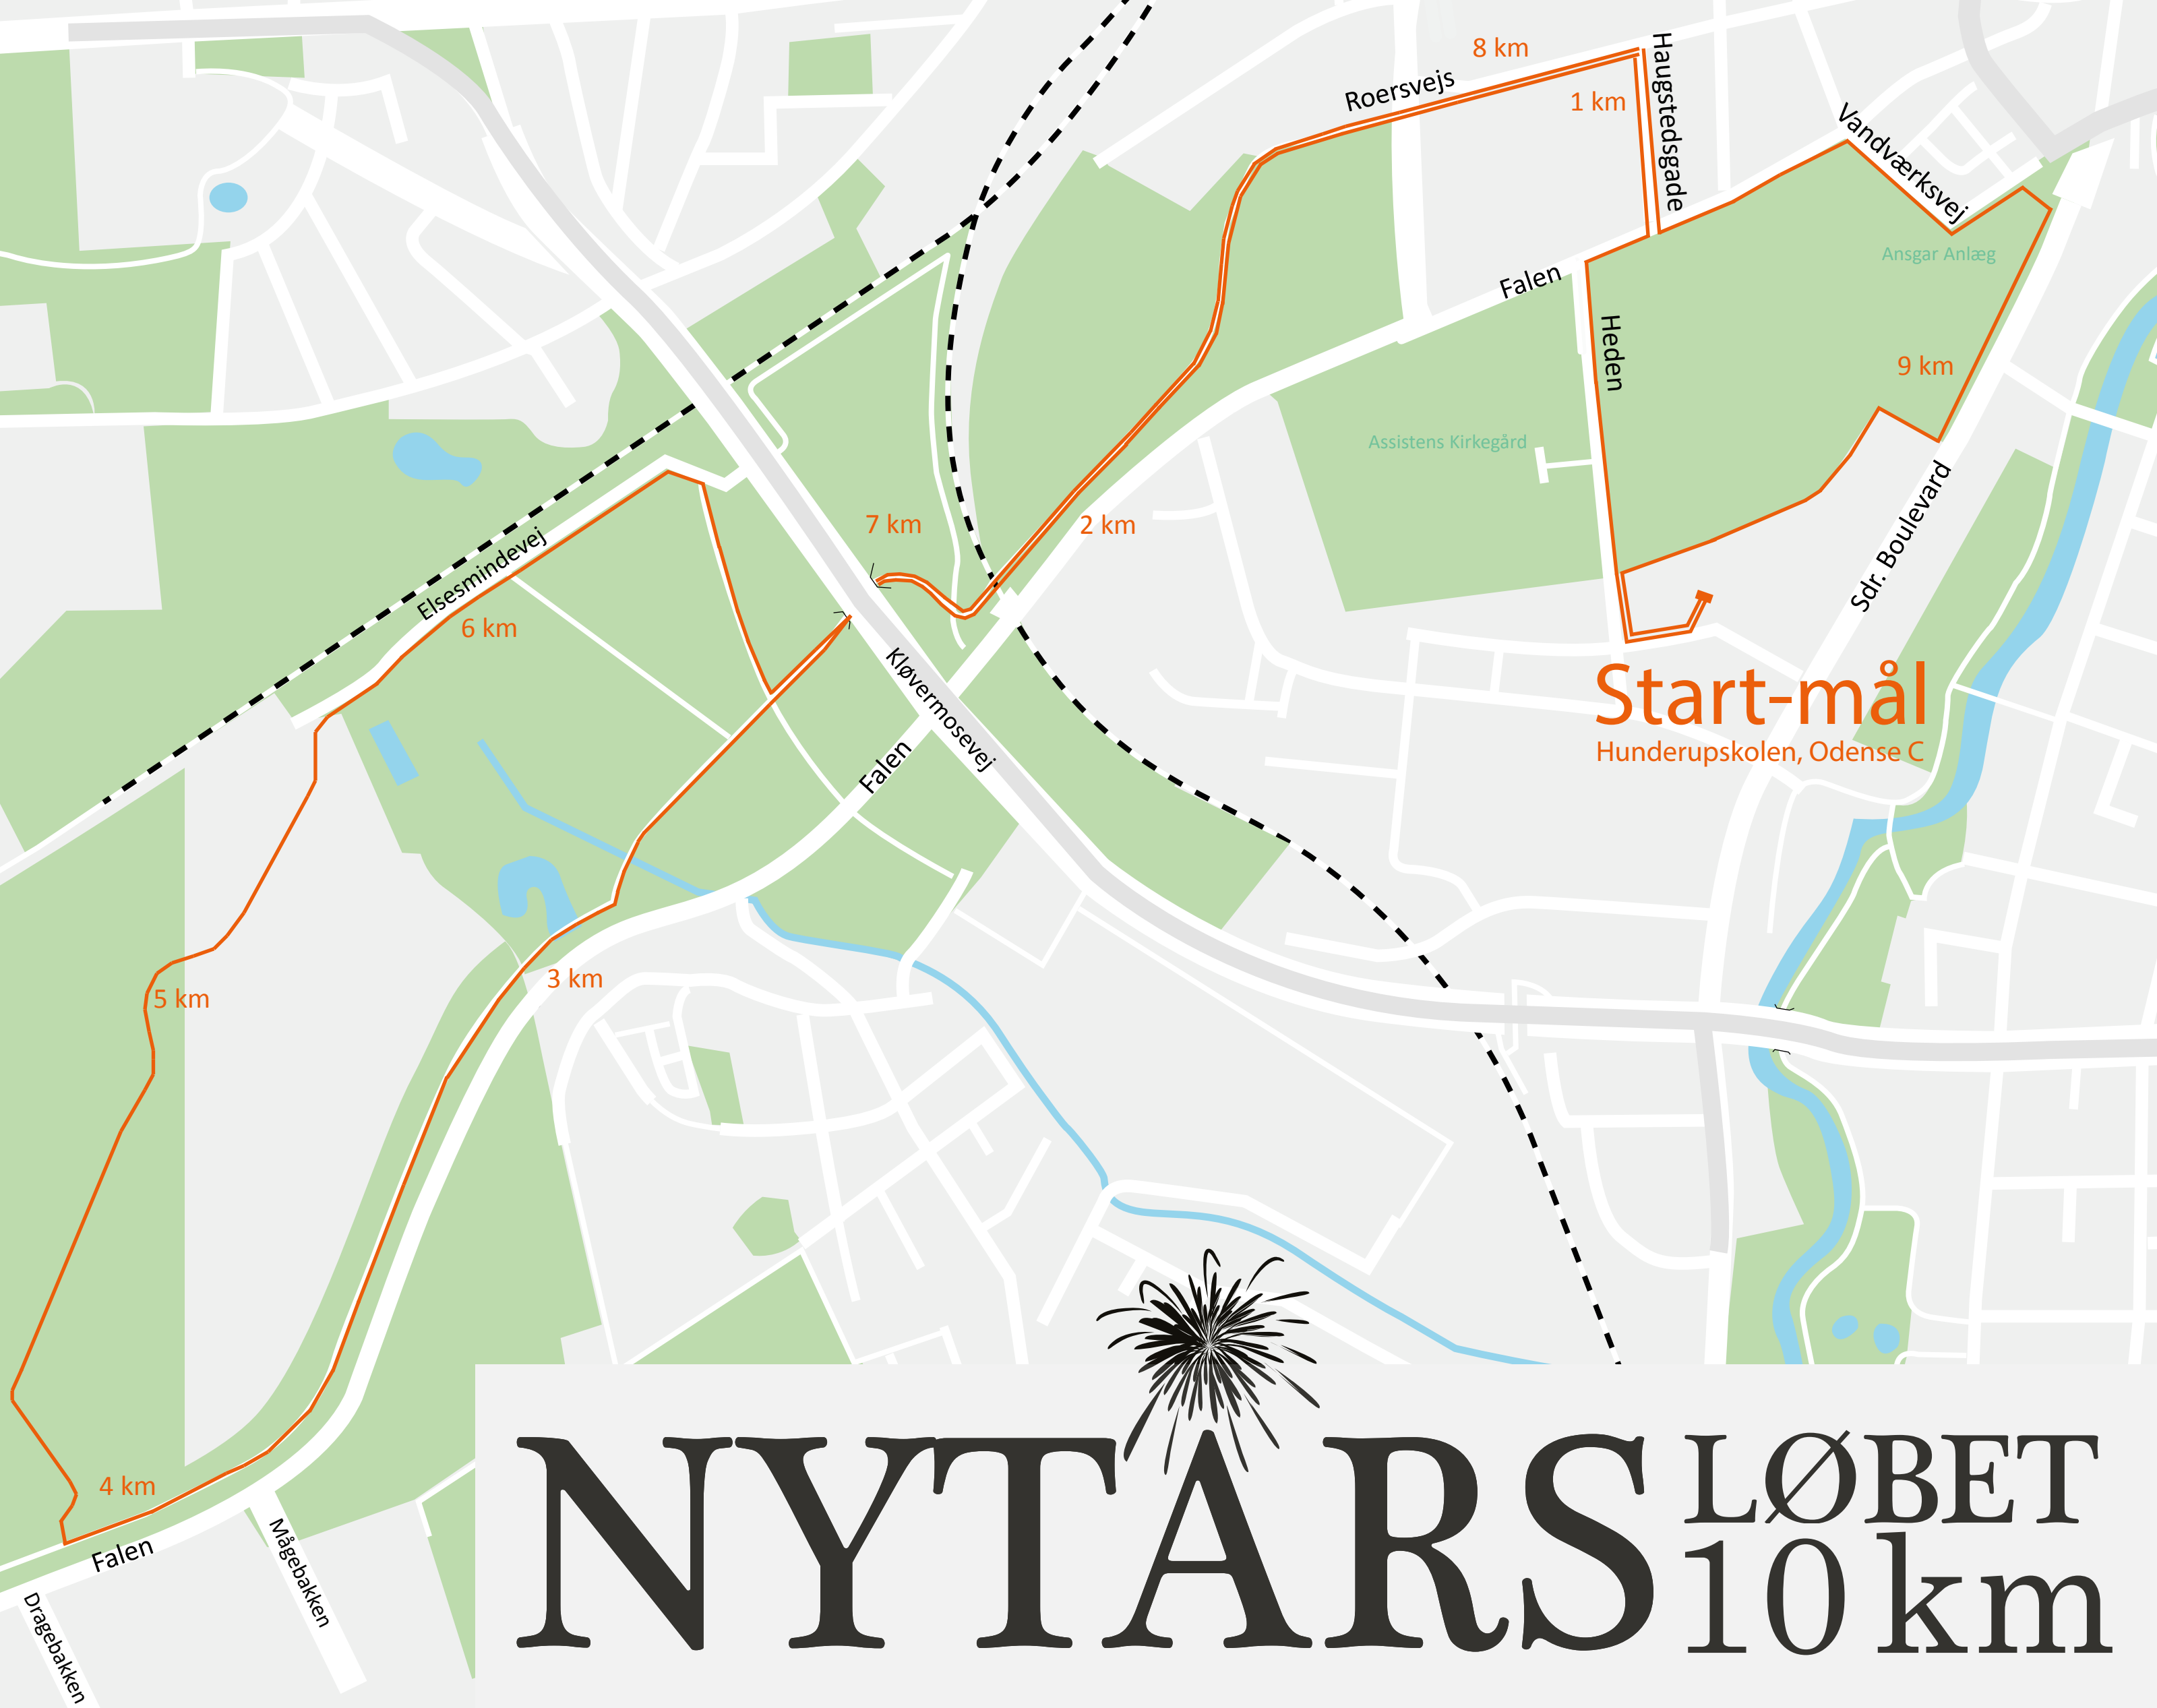 8 km
Haugstedsgade
Roersvejs
1 km
Vandværksvej
Ansgar Anlæg
Falen
Heden
9 km
Assistens Kirkegård
7 km
2 km
Sdr. Boulevard
Elsesmindevej
6 km
Kløvermosevej
Falen
Start-mål
Hunderupskolen, Odense C
3 km
5 km
4 km
Falen
Mågebakken
Dragebakken
NYTÅRS
LØBET
10 km